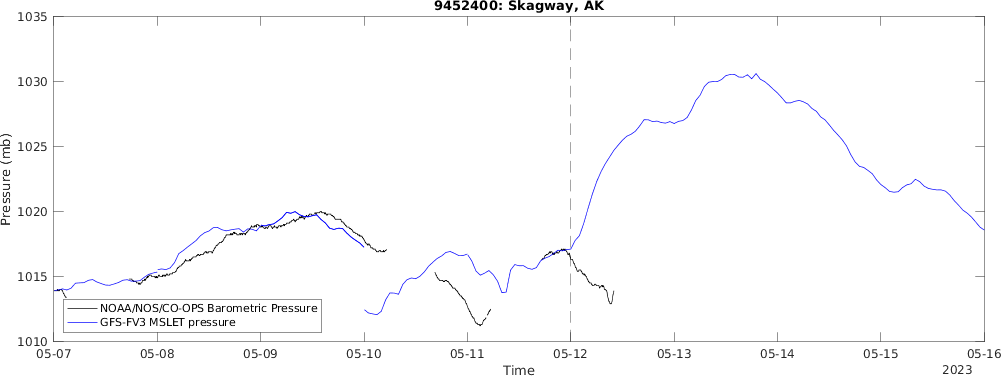 9452400: Skagway, AK
Pressure (mb)
1035
1030
1025
1020
1015
1010
NOAA/NOS/CO-OPS Barometric Pressure
GFS-FV3 MSLET pressure
05-07 05-08 05-09 05-10 05-11 05-12 05-13 05-14 05-15 05-16
Time
2023